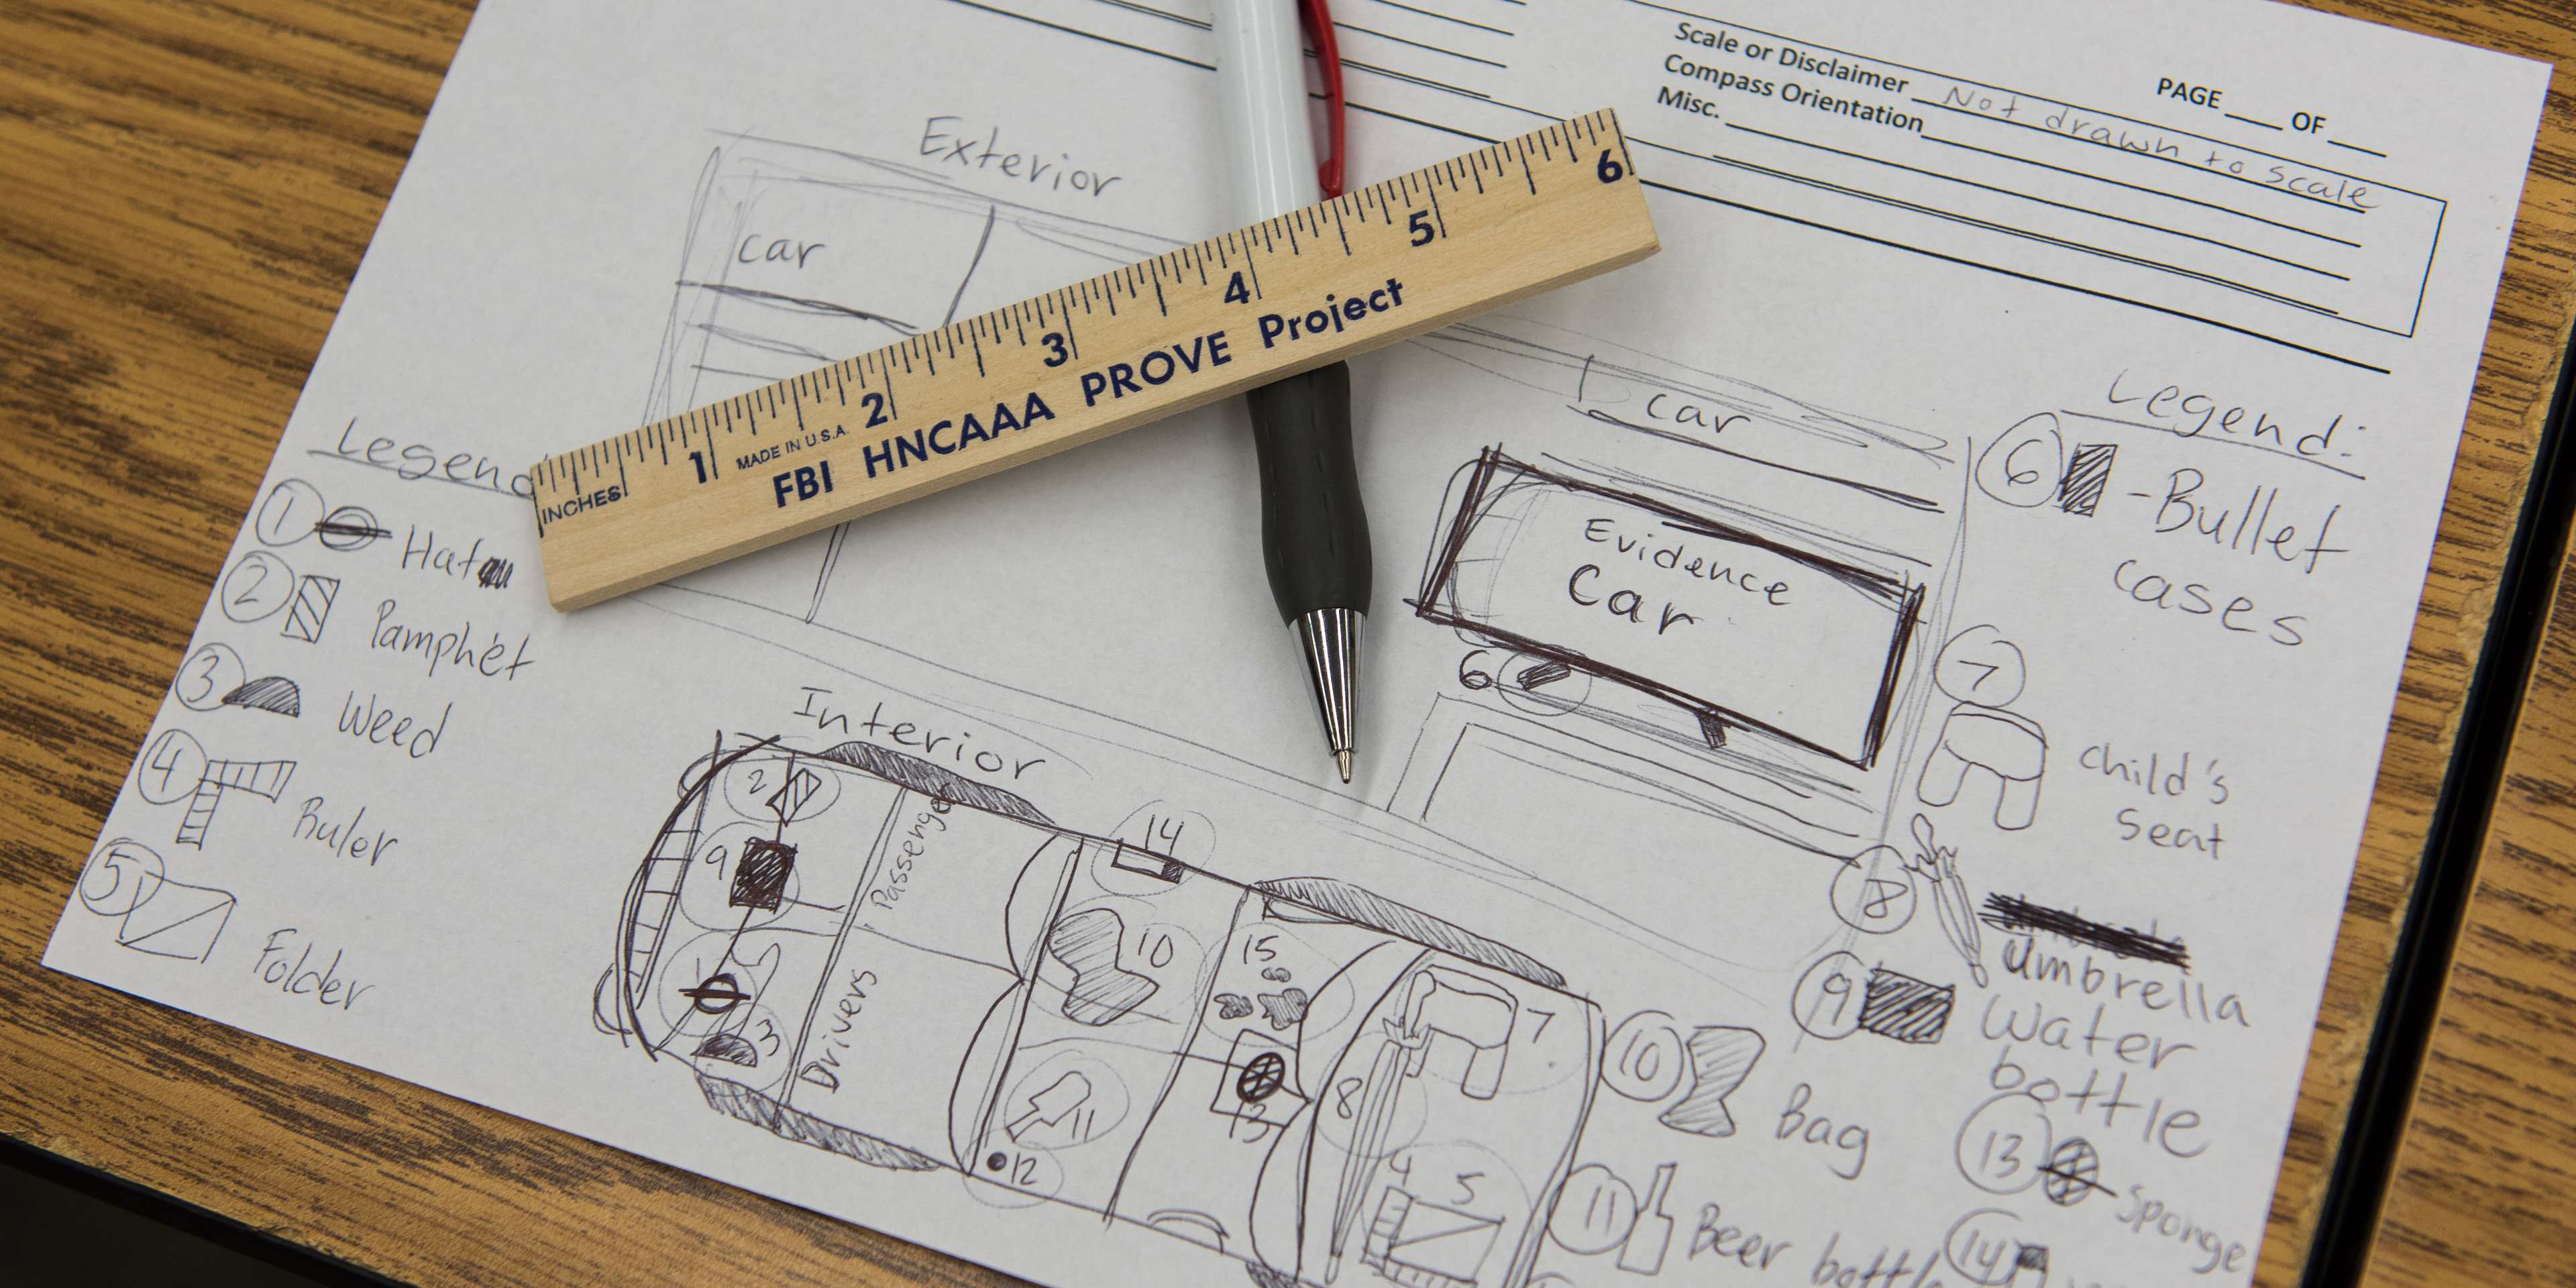 Scale or Disclaimer Not drawn to scale
Compass Orientation
Misc.
PAGE ___ OF ___
Exterior
car
1 2 3 4 5 6
INCHES
MADE IN U.S.A.
FBI HNCAAA PROVE Project
car
Evidence
Car
6
Legend
1 Hat
2 Pamphet
3 Weed
4 Ruler
5 Folder
Interior
2
9
1
3
Passenger
Drivers
14
10
11
12
15
13
7
8
4
5
Legend:
6 -Bullet
cases
7
child's
seat
8
Umbrella
9 Water
bottle
10 Bag
11 Beer bottl
13 Sponge
14